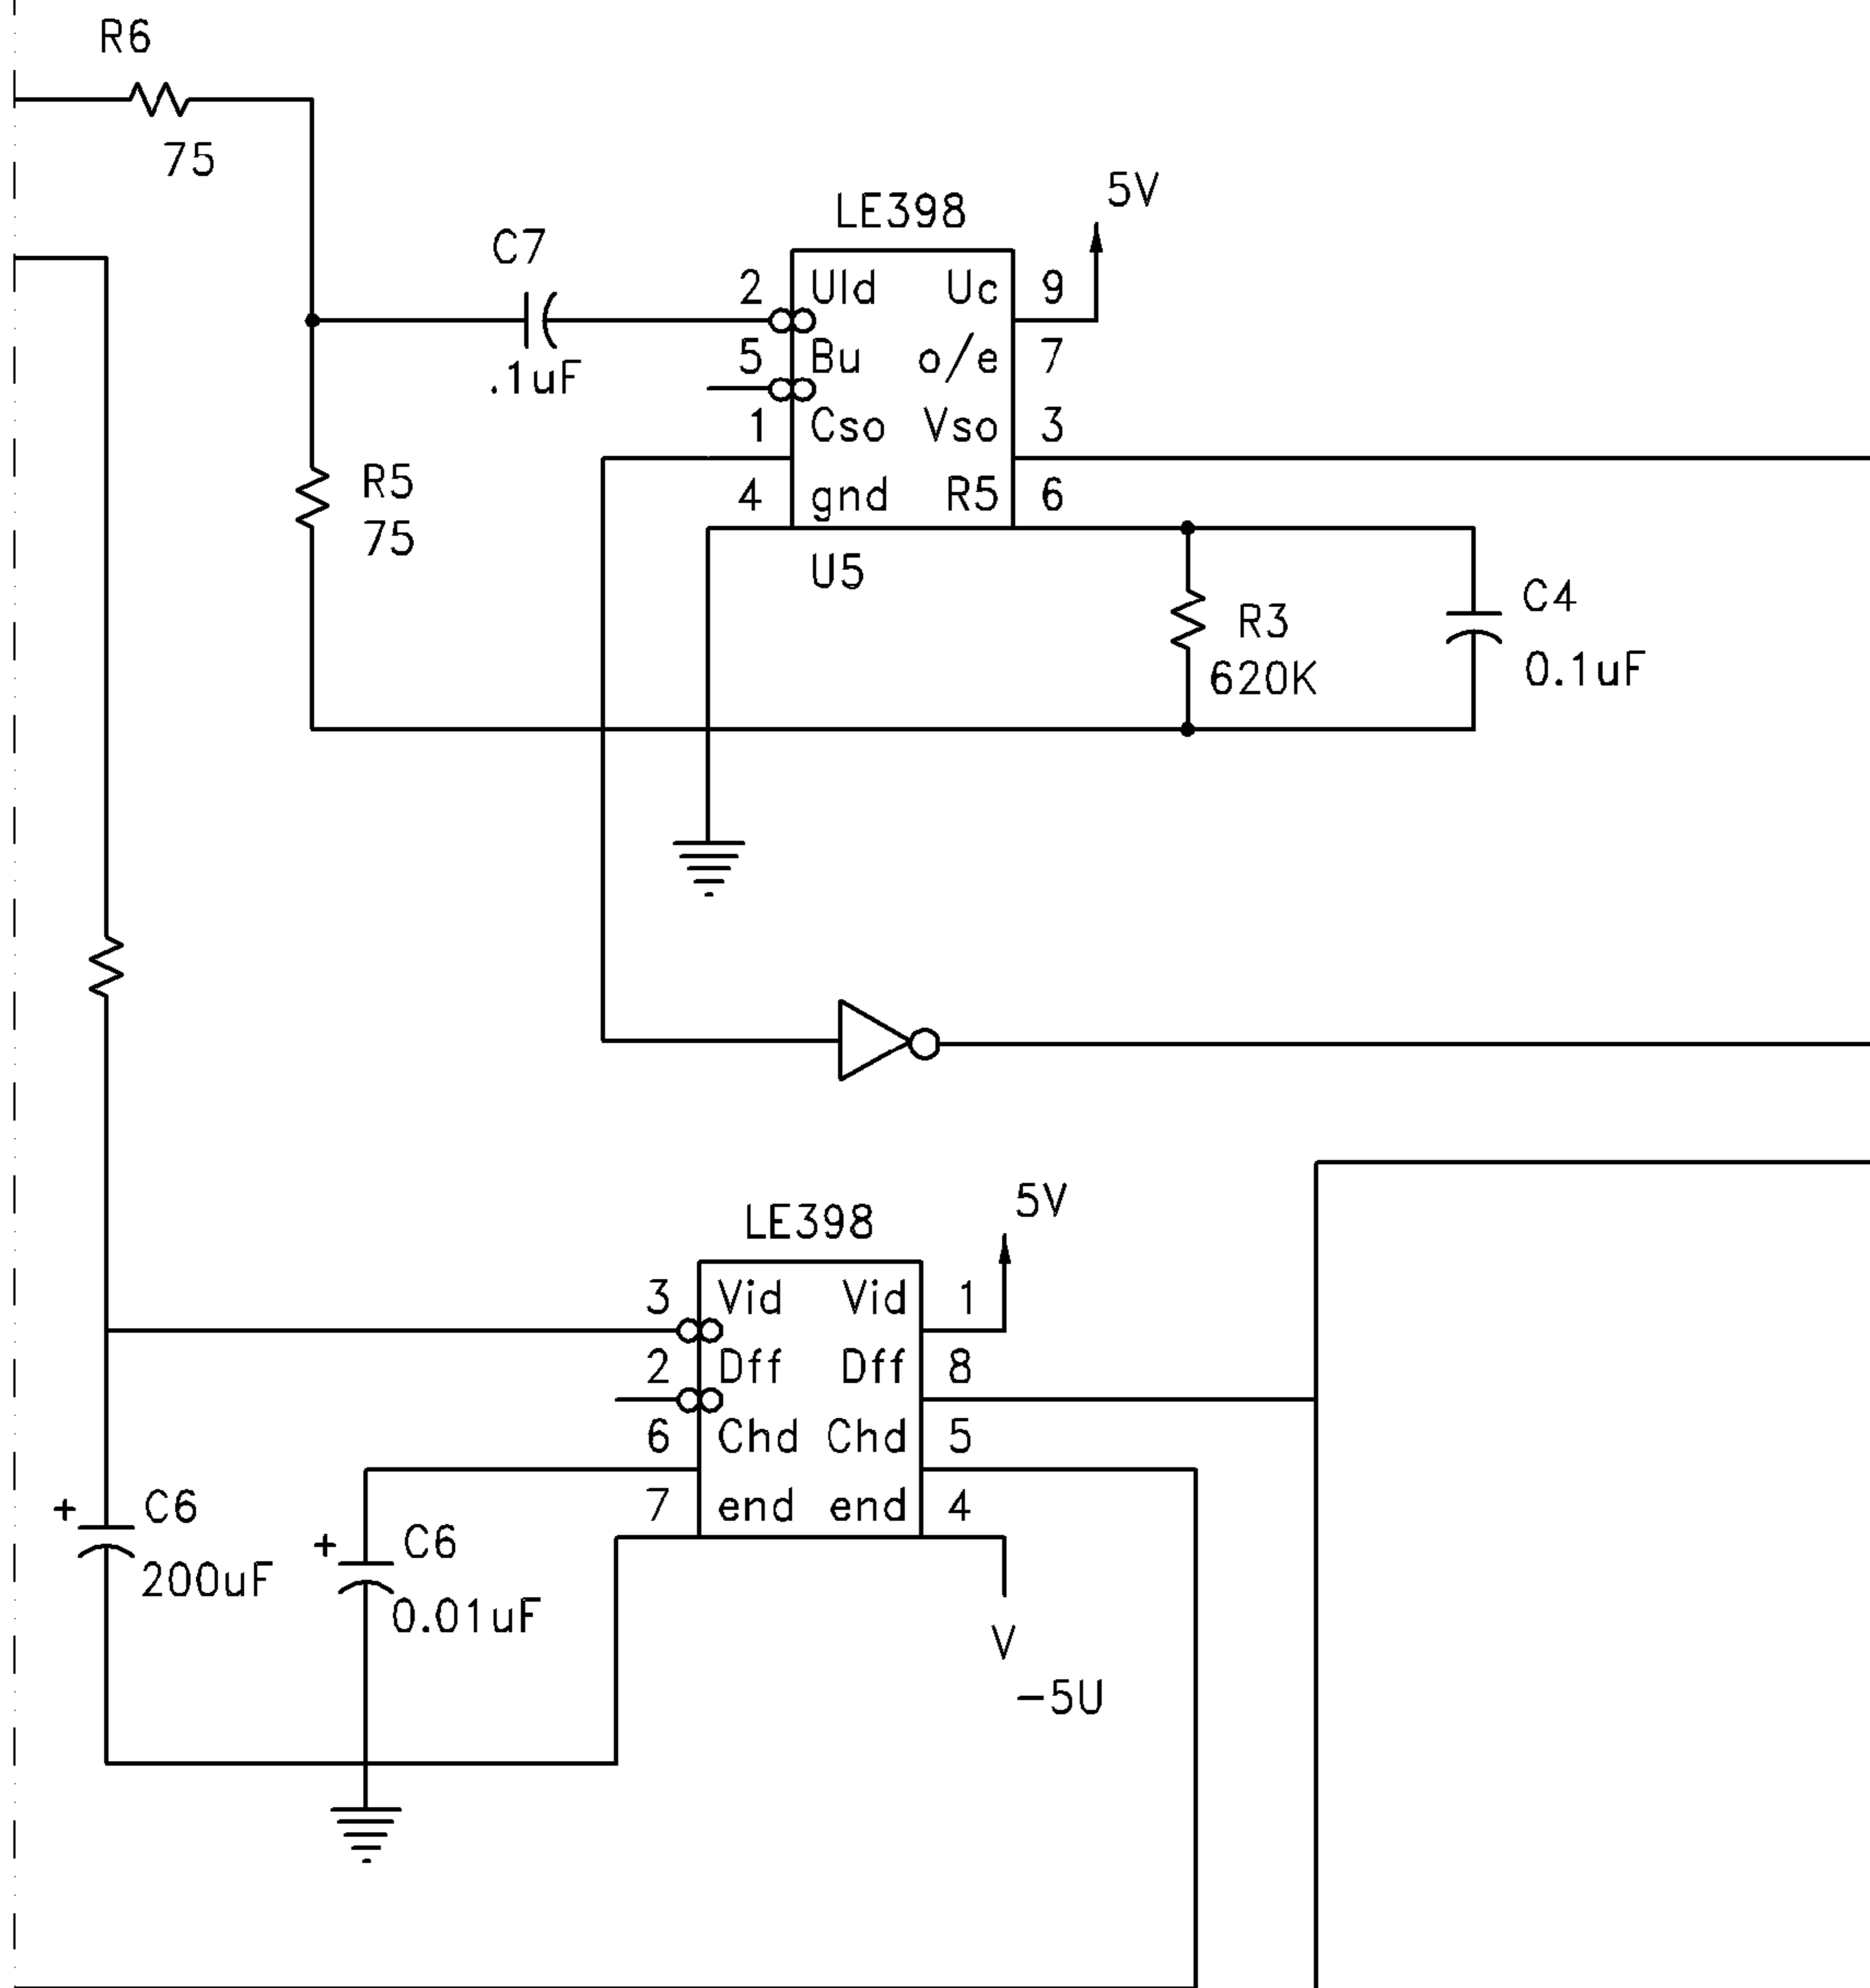 R6
75
5V
LE398
C7
.1uF
2 Uld Uc 9
5 Bu o/e 7
1 Cso Vso 3
4 gnd R5 6
U5
R5
75
R3
620K
C4
0.1uF
5V
LE398
3 Vid Vid 1
2 Dff Dff 8
6 Chd Chd 5
7 end end 4
+ C6
200uF
+ C6
0.01uF
V
-5U